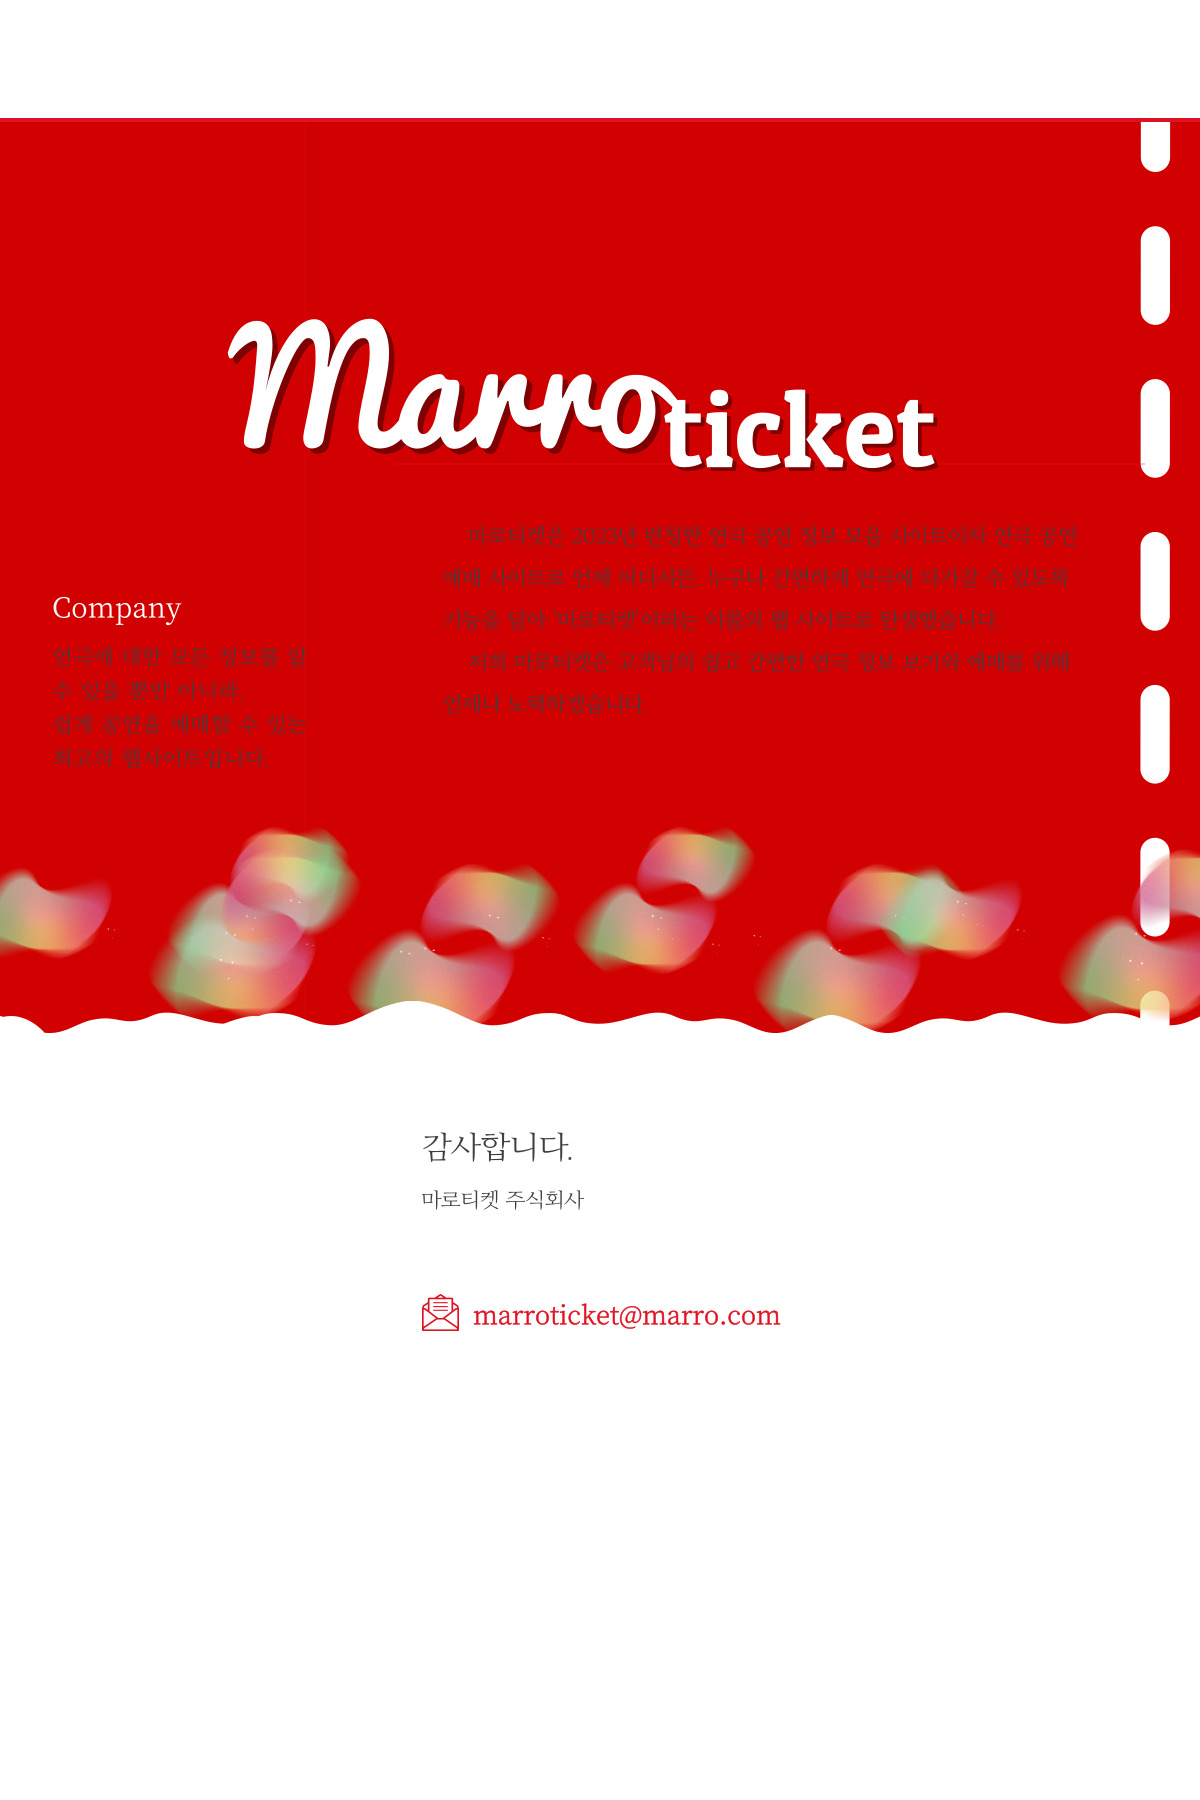 Marroticket
마로티켓은 2023년 런칭한 연극 공연 정보 모음 사이트이자 연극 공연
예매 사이트로 언제 어디서든, 누구나 간편하게 연극에 다가갈 수 있도록
기능을 담아 '마로티켓'이라는 이름의 웹 사이트로 탄생했습니다.
저희 마로티켓은 고객님의 쉽고 간편한 연극 정보 보기와 예매를 위해
언제나 노력하겠습니다.
Company
연극에 대한 모든 정보를 알
수 있을 뿐만 아니라,
쉽게 공연을 예매할 수 있는
최고의 웹사이트입니다.
감사합니다.
마로티켓 주식회사
marroticket@marro.com